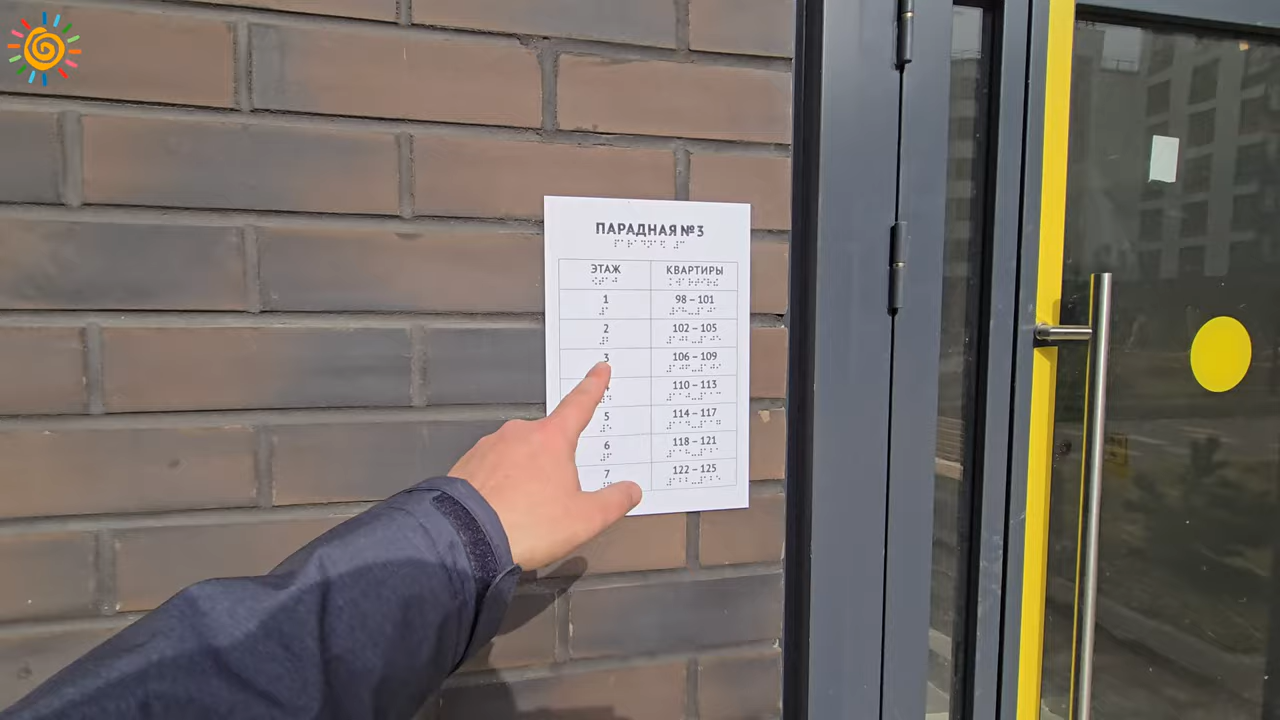 ПАРАДНАЯ №3
ЭТАЖ КВАРТИРЫ
1 98 – 101
2 102 – 105
3 106 – 109
110 – 113
5 114 – 117
6 118 – 121
7 122 – 125